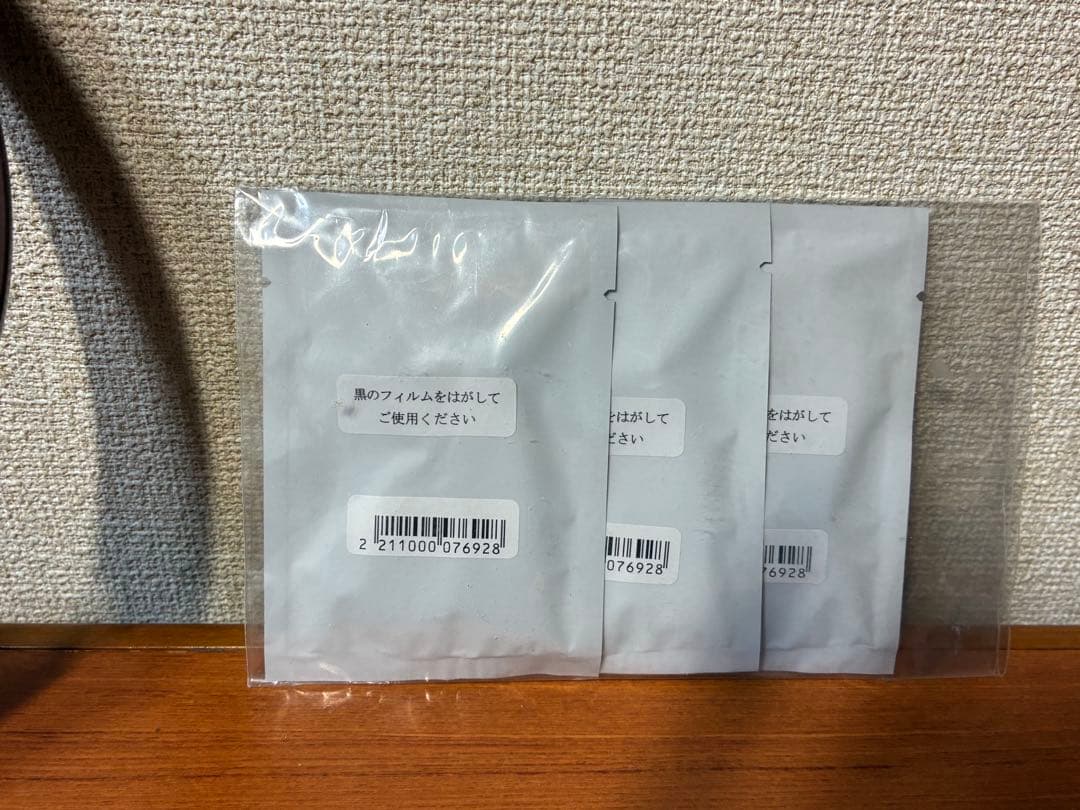 黒のフィルムをはがして
ご使用ください
2 211000 076928
をはがして
ださい
076928
をはがして
ださい
76928